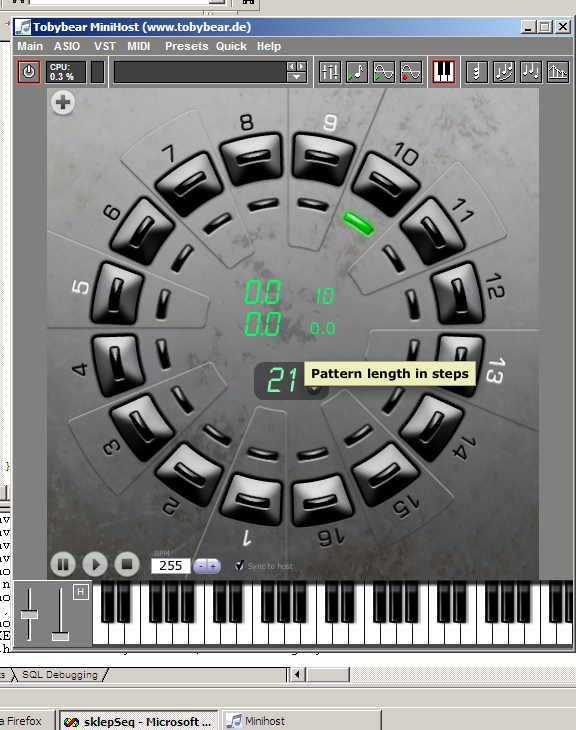 Tobybear MiniHost (www.tobybear.de)
Main ASIO VST MIDI Presets Quick Help
CPU:
0.3 %
8
9
7
10
6
11
5
12
4
13
3
14
2
15
1
16
0.0 10
0.0 0.0
21
Pattern length in steps
BPM
255
- +
Sync to host
H
SQL Debugging
a Firefox
sklepSeq - Microsoft ...
Minihost